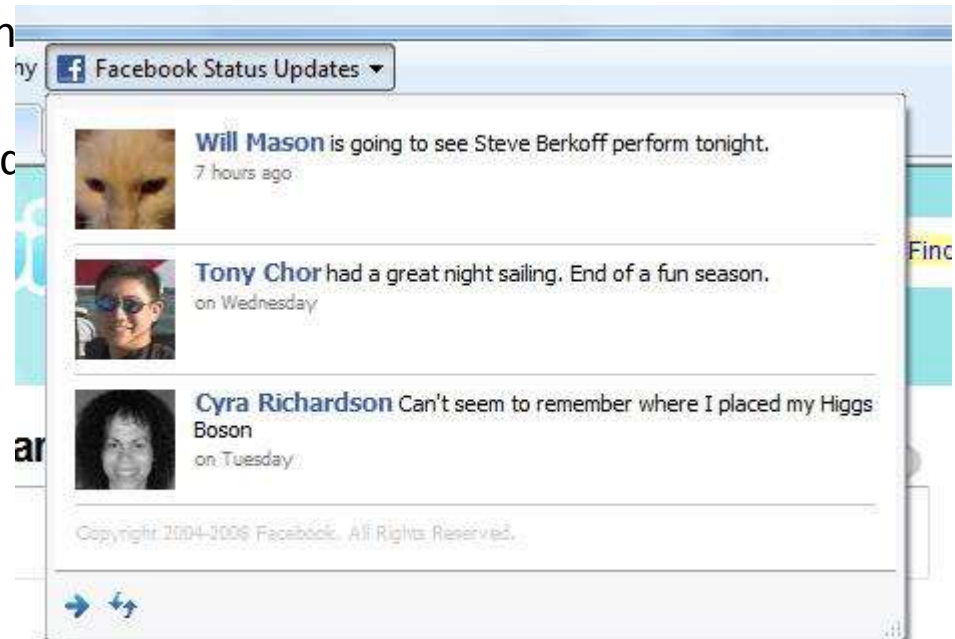 n
hy Facebook Status Updates
c
Will Mason is going to see Steve Berkoff perform tonight.
7 hours ago
Find
Tony Chor had a great night sailing. End of a fun season.
on Wednesday
Cyra Richardson Can't seem to remember where I placed my Higgs
Boson
on Tuesday
ar
Copyright 2004-2008 Facebook. All Rights Reserved.